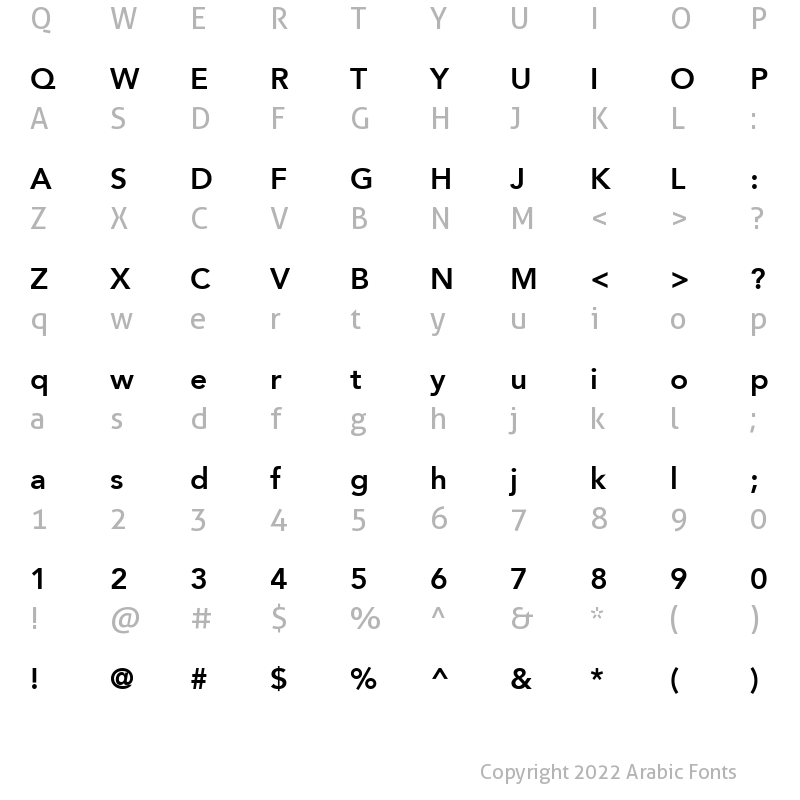 Q W E R T Y U I O P
Q W E R T Y U I O P
A S D F G H J K L :
A S D F G H J K L :
Z X C V B N M < > ?
Z X C V B N M < > ?
q w e r t y u i o p
q w e r t y u i o p
a s d f g h j k l ;
a s d f g h j k l ;
1 2 3 4 5 6 7 8 9 0
1 2 3 4 5 6 7 8 9 0
! @ # $ % ^ & * ( )
! @ # $ % ^ & * ( )
Copyright 2022 Arabic Fonts